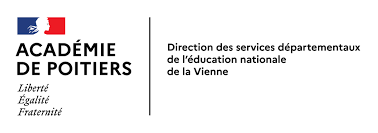 ACADÉMIE
DE POITIERS
Liberté
Égalité
Fraternité
Direction des services départementaux
de l'éducation nationale
de la Vienne